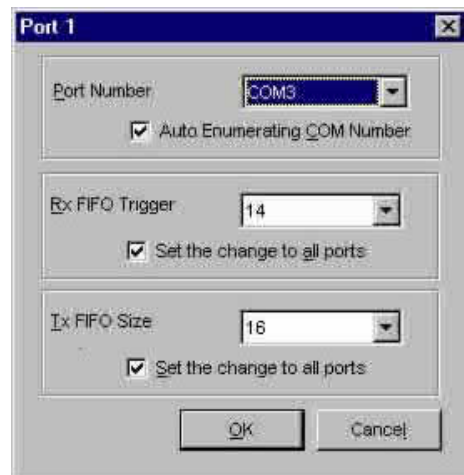 Port 1
Port Number COM3
Auto Enumerating COM Number
Rx FIFO Trigger 14
Set the change to all ports
Tx FIFO Size 16
Set the change to all ports
OK Cancel